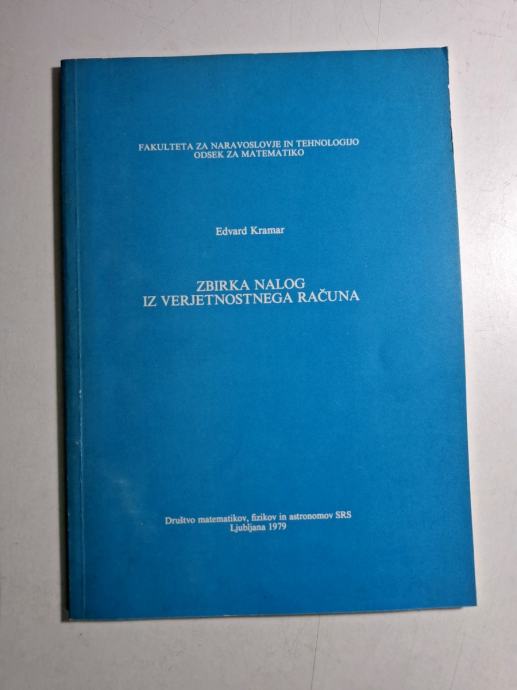 FAKULTETA ZA NARAVOSLOVJE IN TEHNOLOGIJO
ODSEK ZA MATEMATIKO
Edvard Kramar
ZBIRKA NALOG
IZ VERJETNOSTNEGA RAČUNA
Društvo matematikov, fizikov in astronomov SRS
Ljubljana 1979